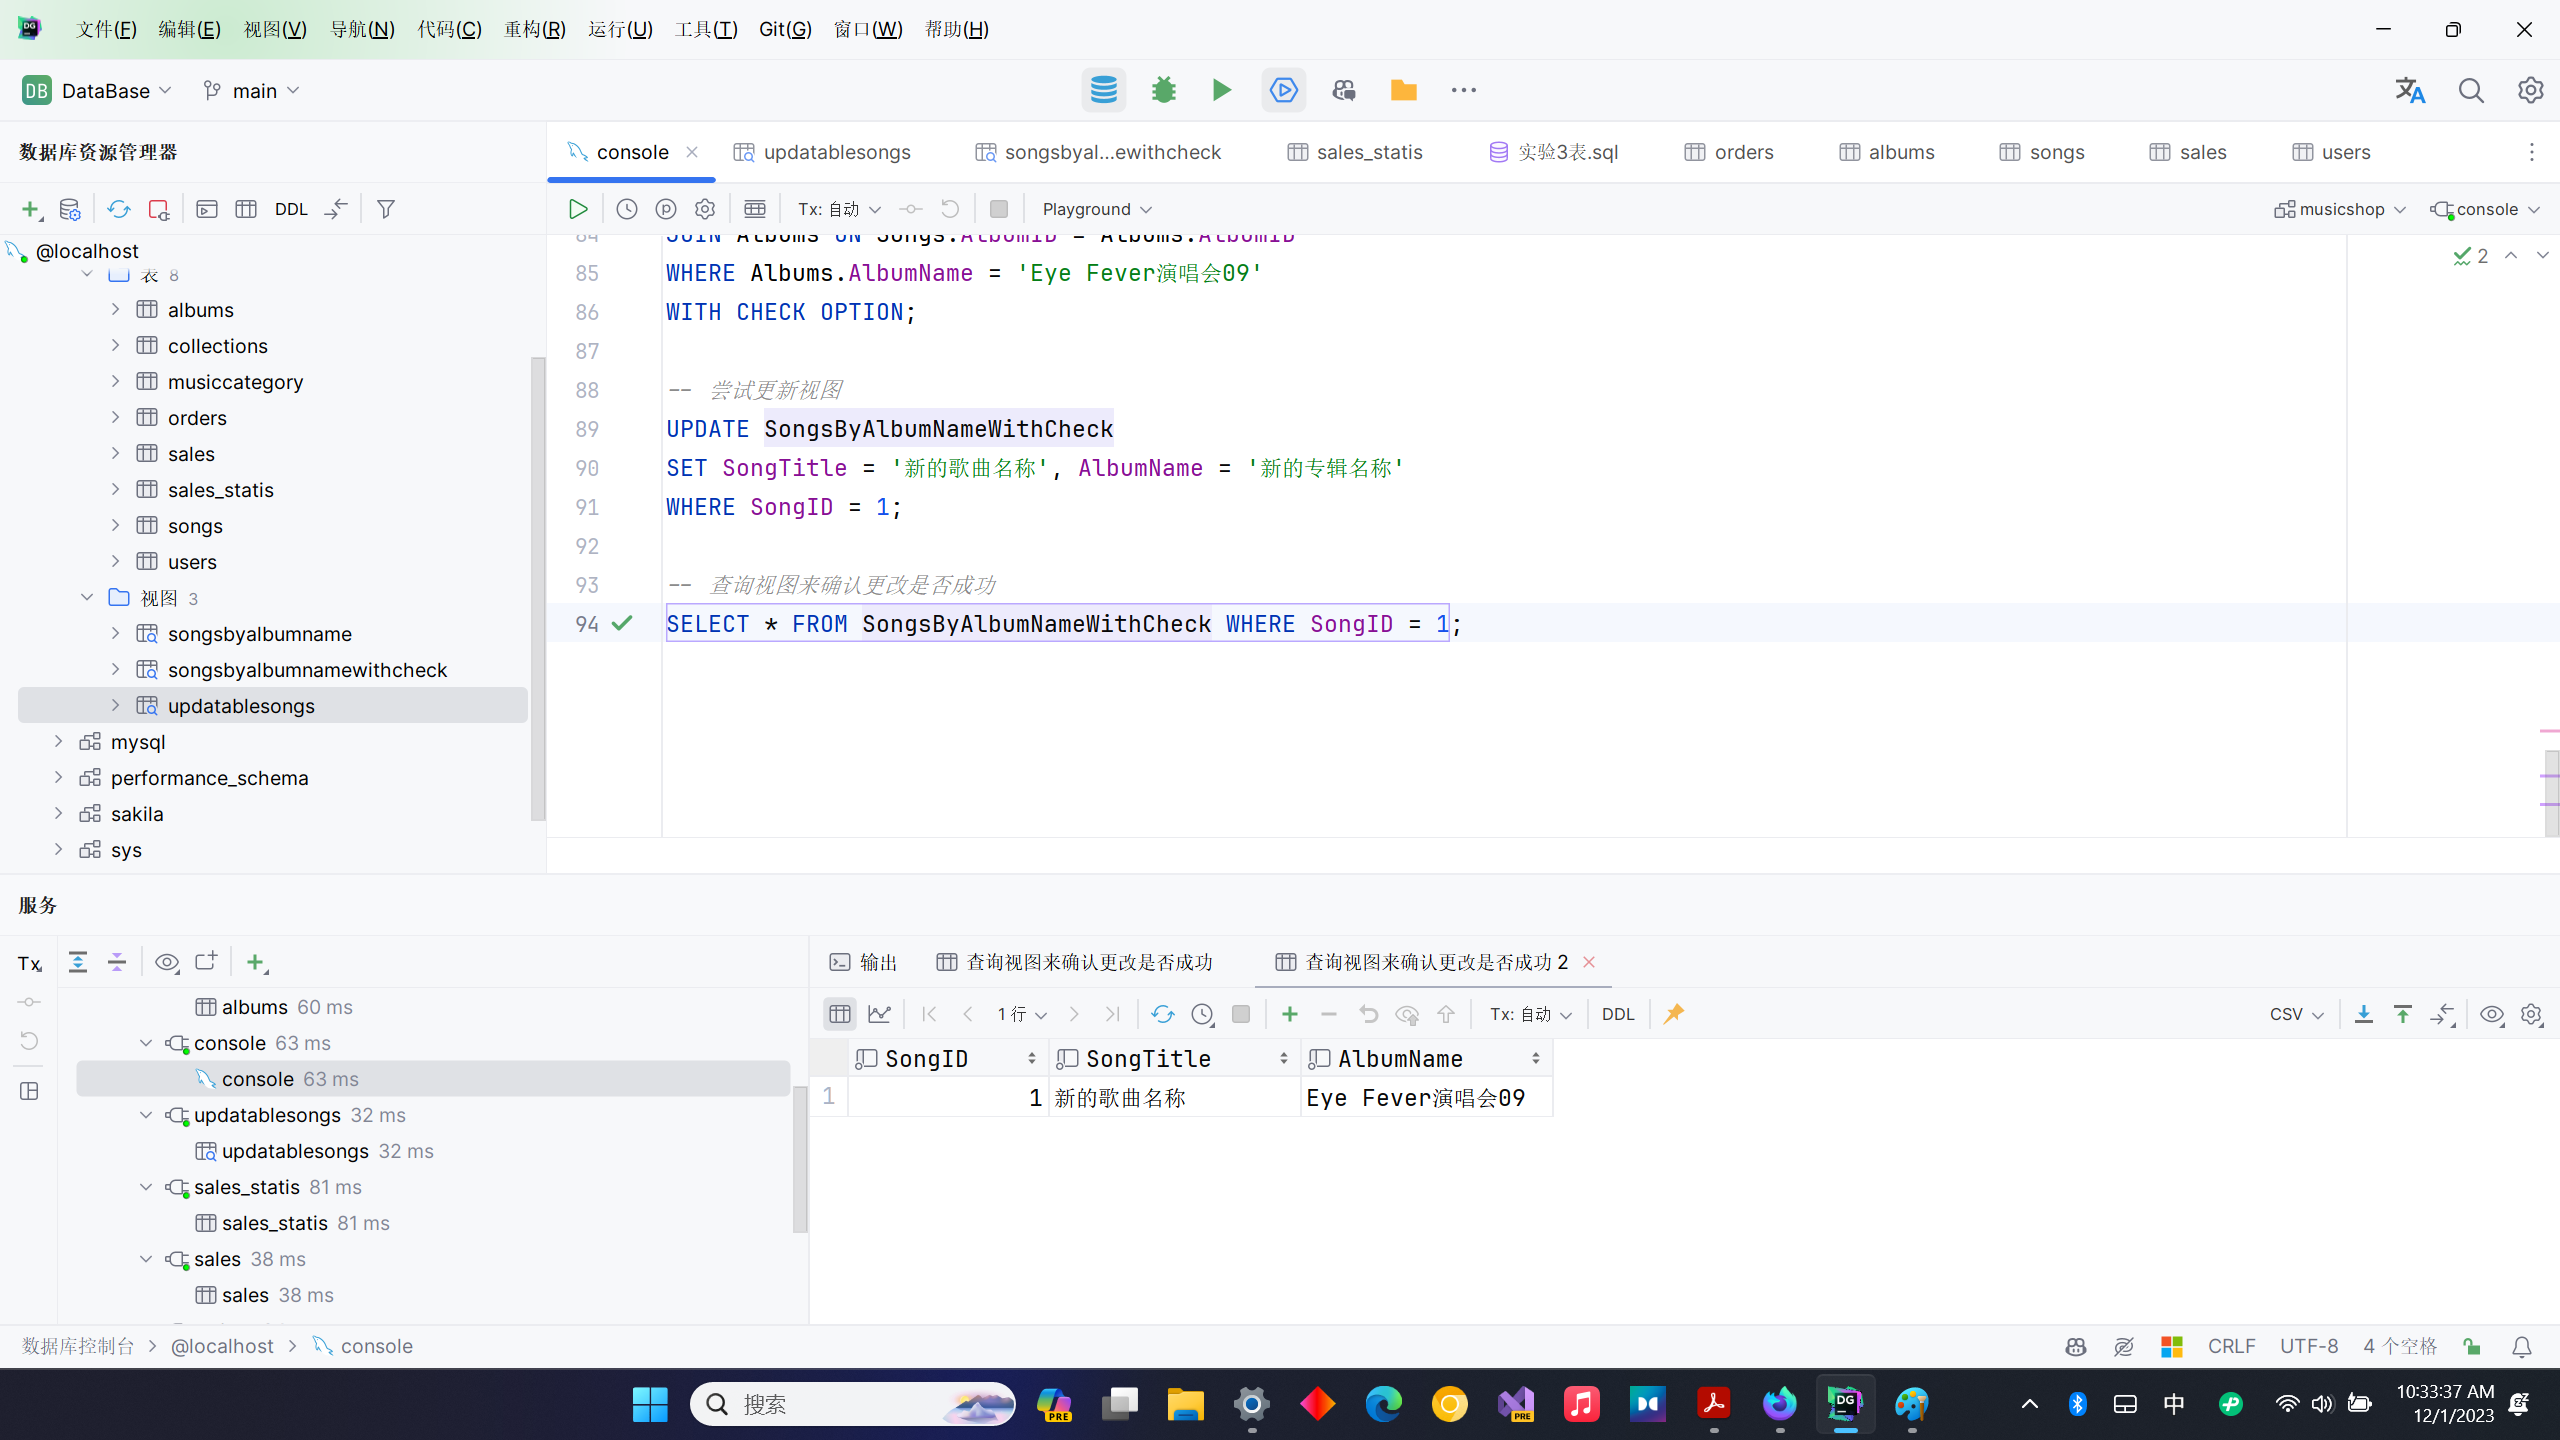 文件(F) 编辑(E) 视图(V) 导航(N) 代码(C) 重构(R) 运行(U) 工具(T) Git(G) 窗口(W) 帮助(H)
DB DataBase main
数据库资源管理器
console updatablesongs songsbyal...ewithcheck sales_statis 实验3表.sql orders albums songs sales users
DDL
Tx: 自动 Playground musicshop console
@localhost
表 8
albums
collections
musiccategory
orders
sales
sales_statis
songs
users
视图 3
songsbyalbumname
songsbyalbumnamewithcheck
updatablesongs
mysql
performance_schema
sakila
sys
84 JOIN Albums ON Songs.AlbumID = Albums.AlbumID
85 WHERE Albums.AlbumName = 'Eye Fever演唱会09'
86 WITH CHECK OPTION;
87
88 -- 尝试更新视图
89 UPDATE SongsByAlbumNameWithCheck
90 SET SongTitle = '新的歌曲名称', AlbumName = '新的专辑名称'
91 WHERE SongID = 1;
92
93 -- 查询视图来确认更改是否成功
94 SELECT * FROM SongsByAlbumNameWithCheck WHERE SongID = 1;
2
服务
Tx
albums 60 ms
console 63 ms
console 63 ms
updatablesongs 32 ms
updatablesongs 32 ms
sales_statis 81 ms
sales_statis 81 ms
sales 38 ms
sales 38 ms
输出 查询视图来确认更改是否成功 查询视图来确认更改是否成功 2
1 行 Tx: 自动 DDL CSV
SongID SongTitle AlbumName
1 1 新的歌曲名称 Eye Fever演唱会09
数据库控制台 @localhost console
CRLF UTF-8 4 个空格
搜索 PRE PRE DG 中
10:33:37 AM
12/1/2023